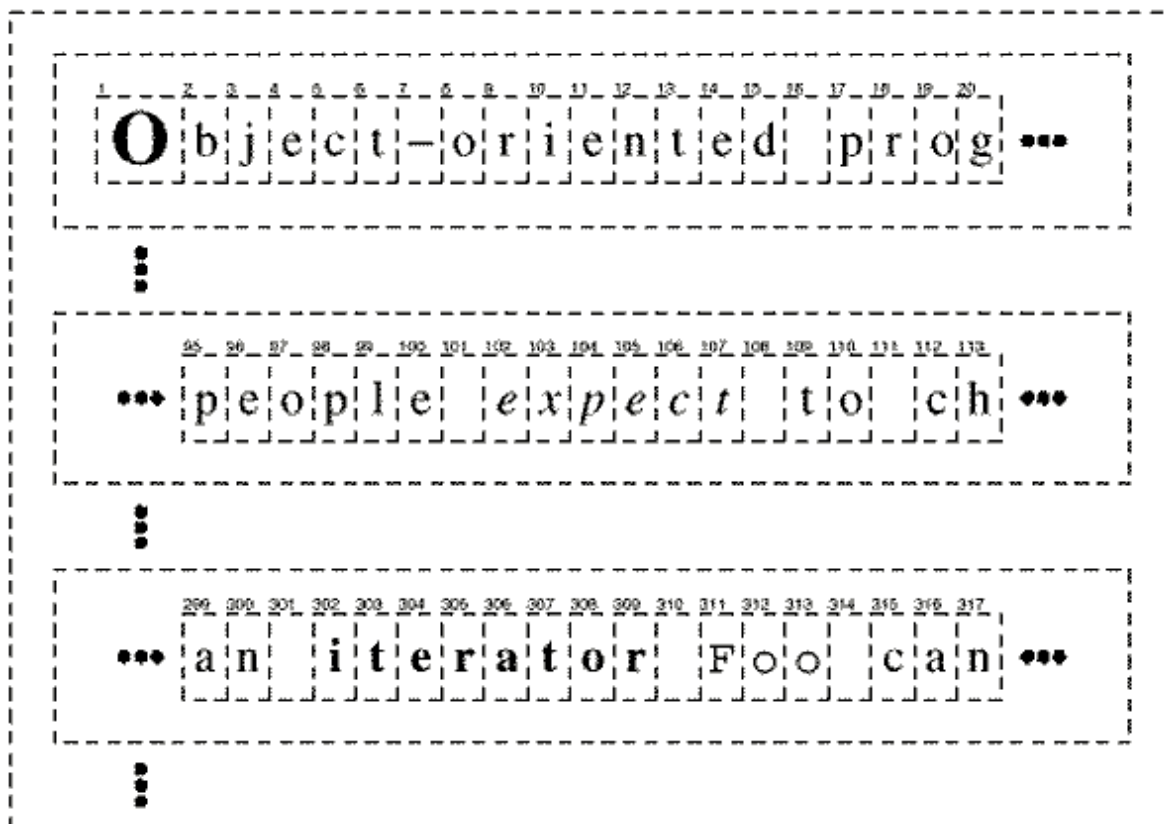 1 2 3 4 5 6 7 8 9 10 11 12 13 14 15 16 17 18 19 20
Object-oriented prog •••
95 96 97 98 99 100 101 102 103 104 105 106 107 108 109 110 111 112 113
••• people expect to ch •••
299 300 301 302 303 304 305 306 307 308 309 310 311 312 313 314 315 316 317
••• an iterator Foo can •••